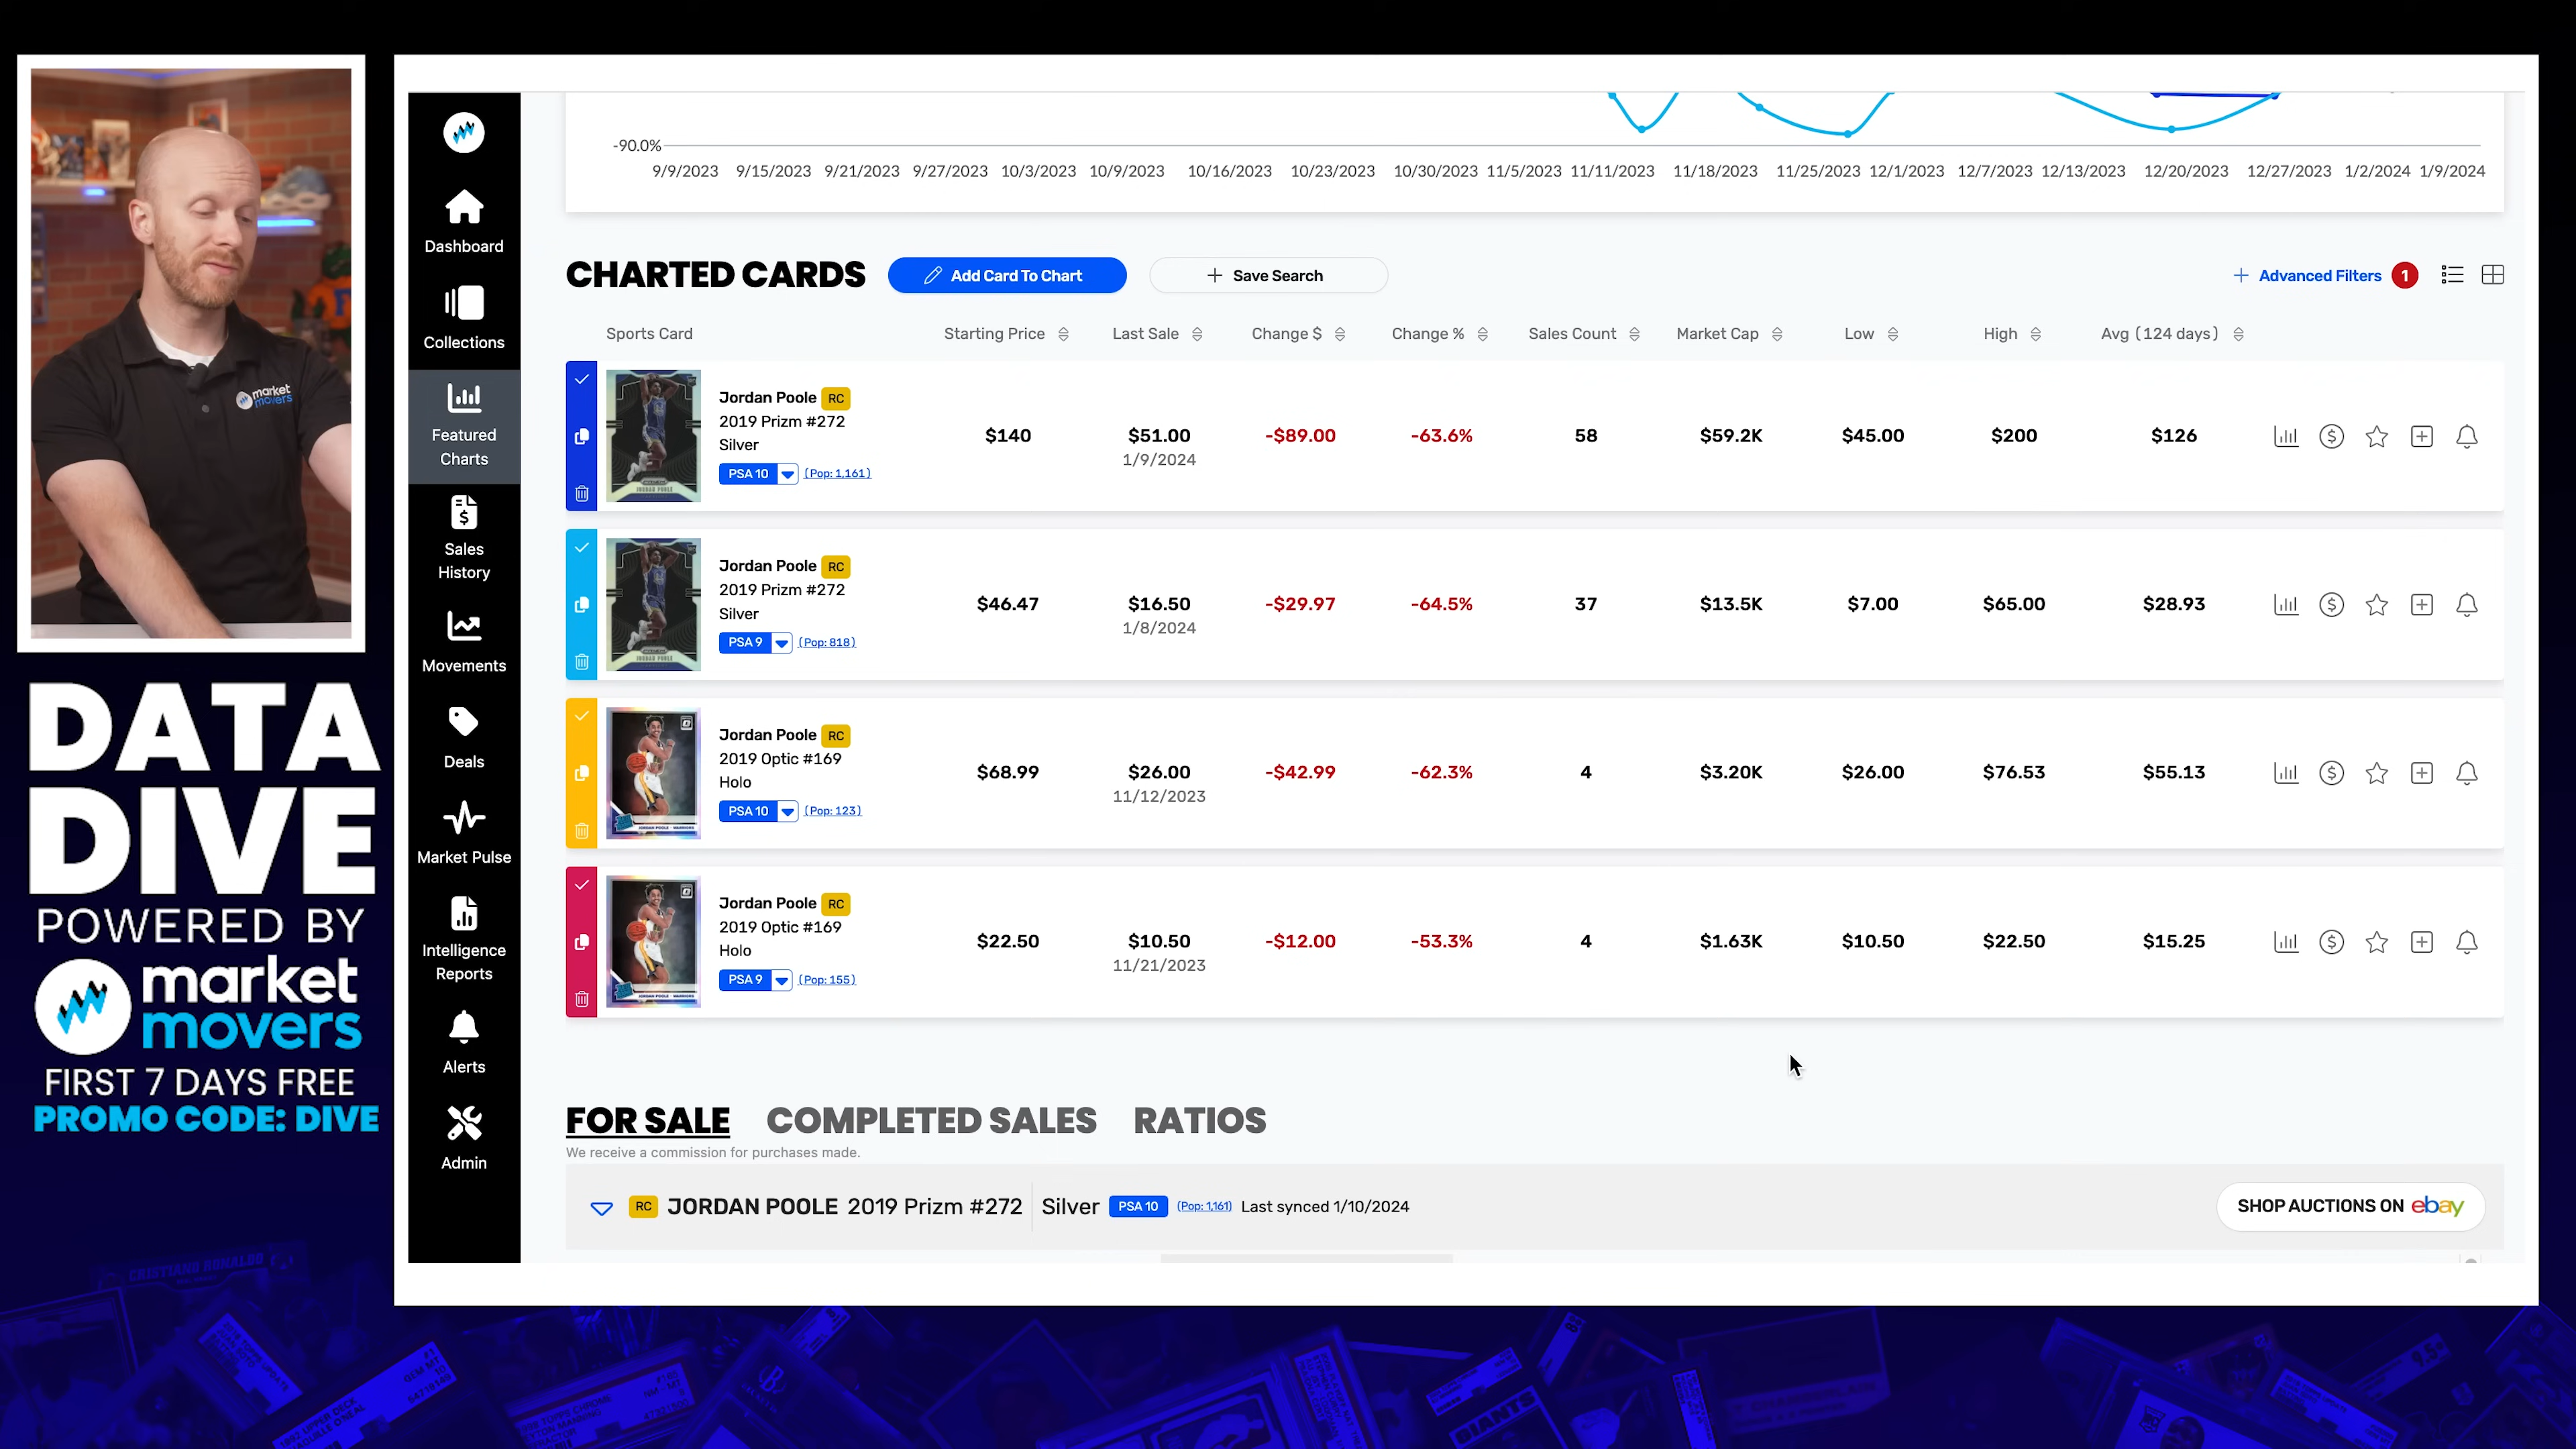 -90.0%
9/9/2023 9/15/2023 9/21/2023 9/27/2023 10/3/2023 10/9/2023 10/16/2023 10/23/2023 10/30/2023 11/5/2023 11/11/2023 11/18/2023 11/25/2023 12/1/2023 12/7/2023 12/13/2023 12/20/2023 12/27/2023 1/2/2024 1/9/2024
Dashboard
Collections
Featured
Charts
Sales
History
Movements
Deals
Market Pulse
Intelligence
Reports
Alerts
Admin
CHARTED CARDS Add Card To Chart + Save Search + Advanced Filters 1
Sports Card Starting Price Last Sale Change $ Change % Sales Count Market Cap Low High Avg (124 days)
Jordan Poole RC
2019 Prizm #272
Silver
PSA 10 (Pop: 1,161)
$140 $51.00 -$89.00 -63.6% 58 $59.2K $45.00 $200 $126
1/9/2024
Jordan Poole RC
2019 Prizm #272
Silver
PSA 9 (Pop: 818)
$46.47 $16.50 -$29.97 -64.5% 37 $13.5K $7.00 $65.00 $28.93
1/8/2024
Jordan Poole RC
2019 Optic #169
Holo
PSA 10 (Pop: 123)
$68.99 $26.00 -$42.99 -62.3% 4 $3.20K $26.00 $76.53 $55.13
11/12/2023
Jordan Poole RC
2019 Optic #169
Holo
PSA 9 (Pop: 155)
$22.50 $10.50 -$12.00 -53.3% 4 $1.63K $10.50 $22.50 $15.25
11/21/2023
FOR SALE COMPLETED SALES RATIOS
We receive a commission for purchases made.
RC JORDAN POOLE 2019 Prizm #272 Silver PSA 10 (Pop: 1,161) Last synced 1/10/2024 SHOP AUCTIONS ON ebay
market
movers
DATA
DIVE
POWERED BY
market
movers
FIRST 7 DAYS FREE
PROMO CODE: DIVE
CRISTIANO RONALDO
GIANTS